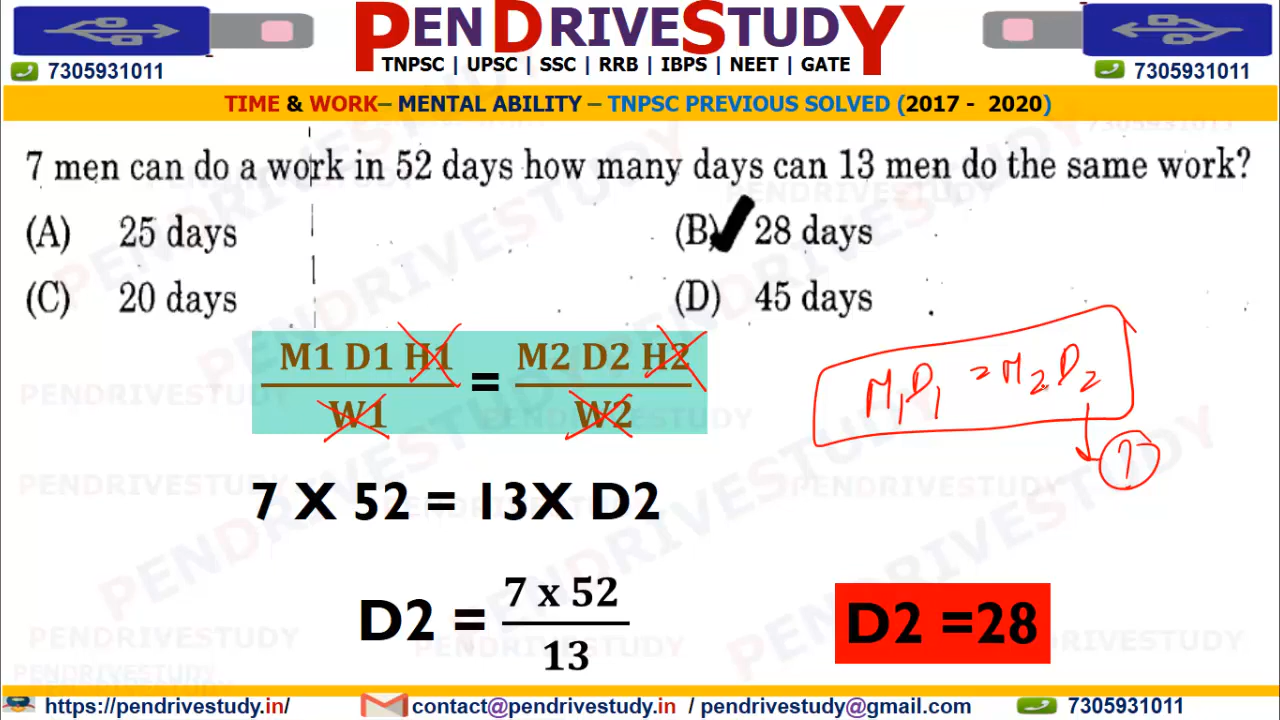 PENDRIVESTUDY
TNPSC | UPSC | SSC | RRB | IBPS | NEET | GATE
7305931011
7305931011
TIME & WORK– MENTAL ABILITY – TNPSC PREVIOUS SOLVED (2017 - 2020)
7 men can do a work in 52 days how many days can 13 men do the same work?
(A) 25 days
(B) 28 days
(C) 20 days
(D) 45 days
M1 D1 H1 / W1 = M2 D2 H2 / W2
M₁D₁ = M₂D₂
?
7 X 52 = 13X D2
D2 = 7 x 52 / 13
D2 =28
https://pendrivestudy.in/
contact@pendrivestudy.in / pendrivestudy@gmail.com
7305931011